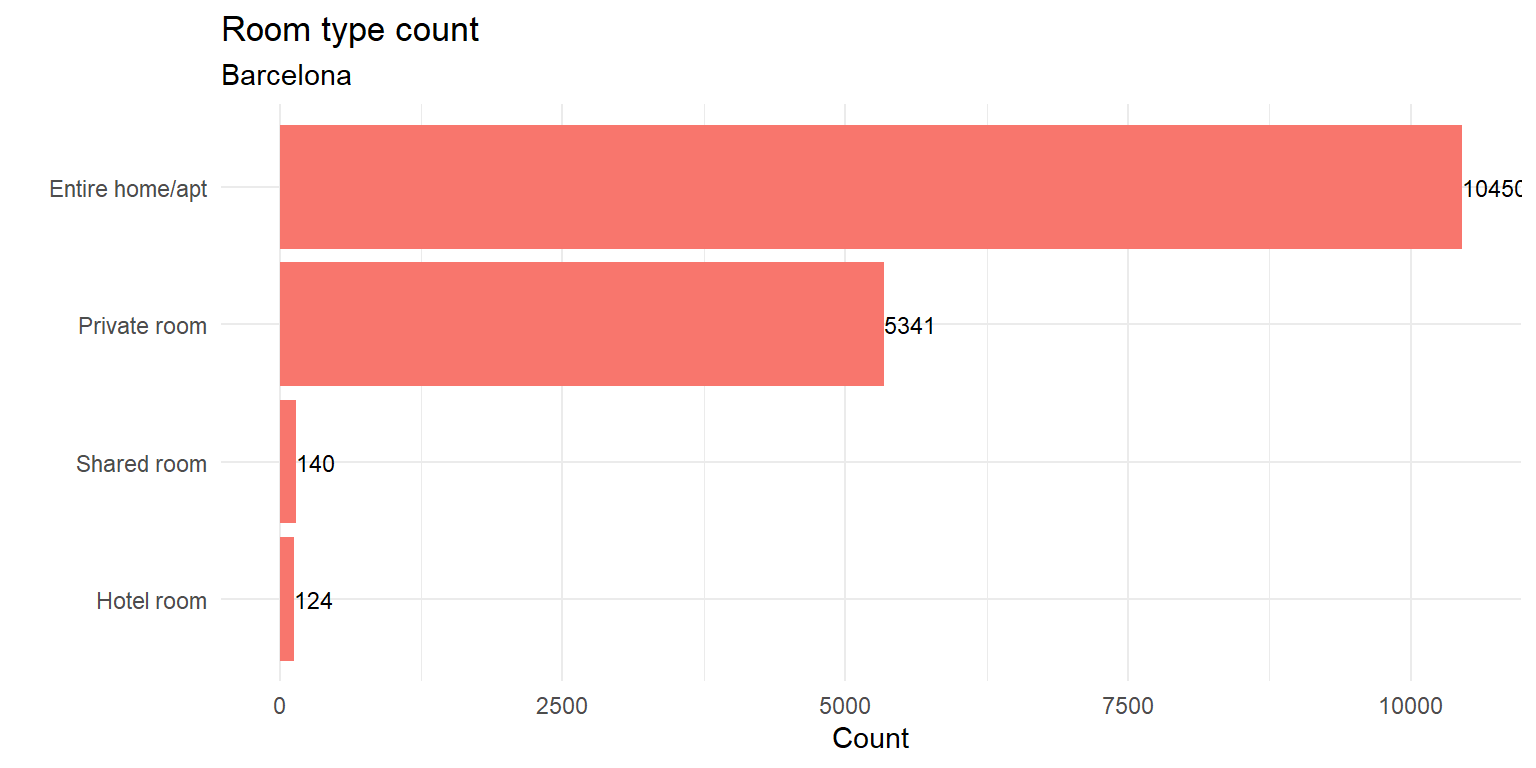 Room type count
Barcelona
Entire home/apt
10450
Private room
5341
Shared room
140
Hotel room
124
0 2500 5000 7500 10000
Count